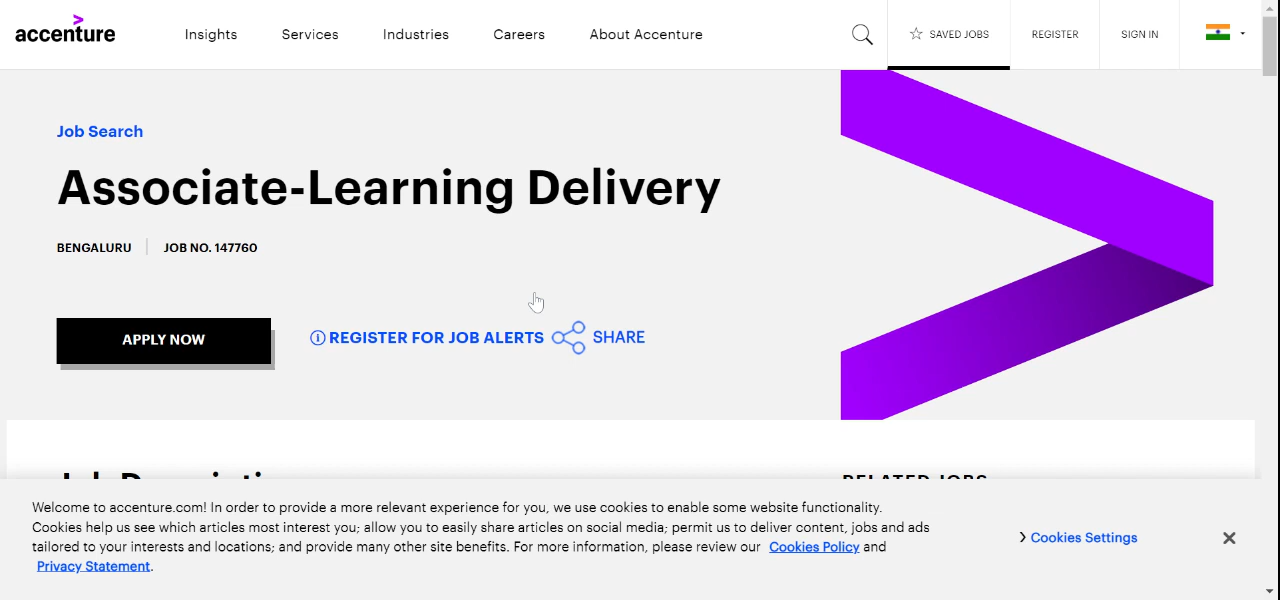 accenture
Insights
Services
Industries
Careers
About Accenture
SAVED JOBS
REGISTER
SIGN IN
Job Search
Associate-Learning Delivery
BENGALURU
JOB NO. 147760
APPLY NOW
REGISTER FOR JOB ALERTS
SHARE
RELATED JOBS
Welcome to accenture.com! In order to provide a more relevant experience for you, we use cookies to enable some website functionality.
Cookies help us see which articles most interest you; allow you to easily share articles on social media; permit us to deliver content, jobs and ads
tailored to your interests and locations; and provide many other site benefits. For more information, please review our Cookies Policy and
Privacy Statement.
Cookies Settings